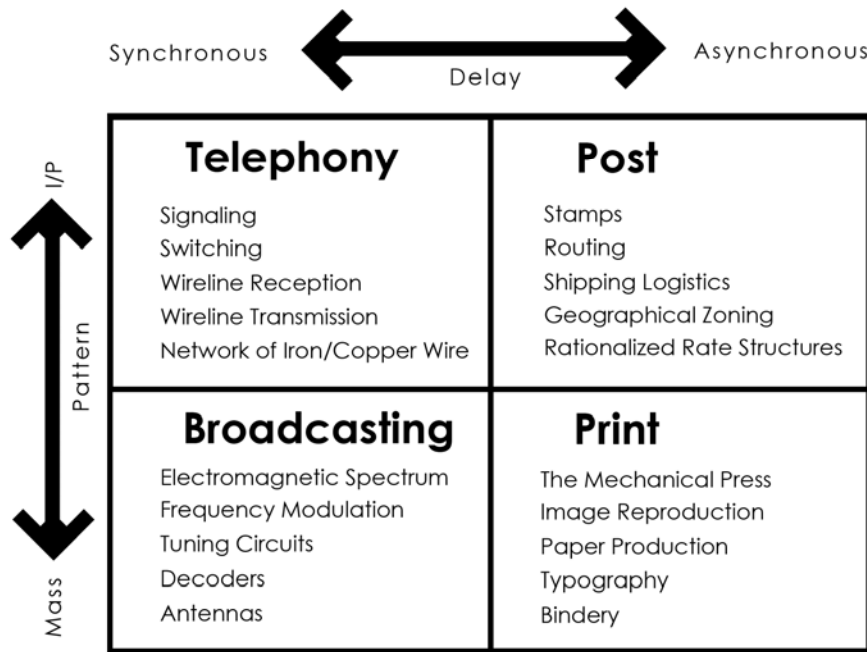 Synchronous
Asynchronous
Delay
I/P
Pattern
Mass
Telephony
Signaling
Switching
Wireline Reception
Wireline Transmission
Network of Iron/Copper Wire
Post
Stamps
Routing
Shipping Logistics
Geographical Zoning
Rationalized Rate Structures
Broadcasting
Electromagnetic Spectrum
Frequency Modulation
Tuning Circuits
Decoders
Antennas
Print
The Mechanical Press
Image Reproduction
Paper Production
Typography
Bindery